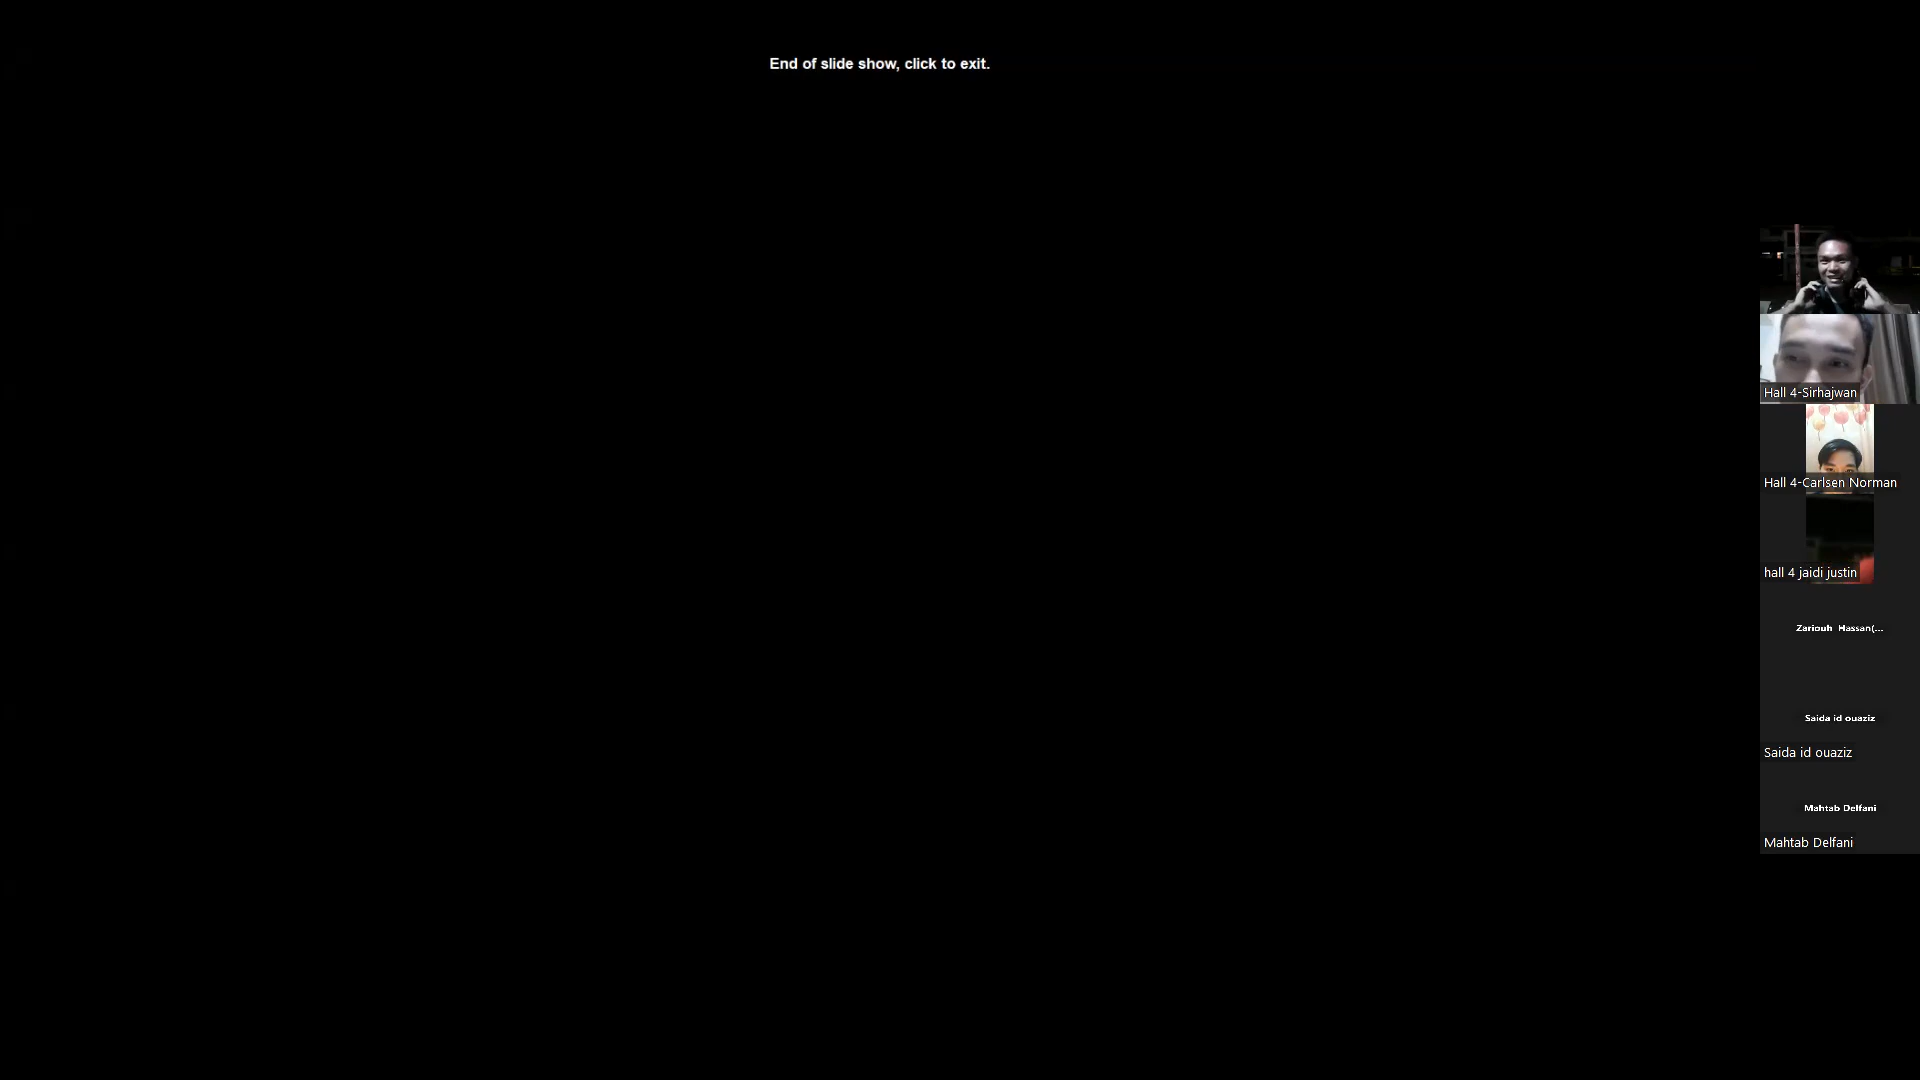 End of slide show, click to exit.
Hall 4-Sirhajwan
Hall 4-Carlsen Norman
hall 4 jaidi justin
Zariouh Hassan(...
Saida id ouaziz
Saida id ouaziz
Mahtab Delfani
Mahtab Delfani